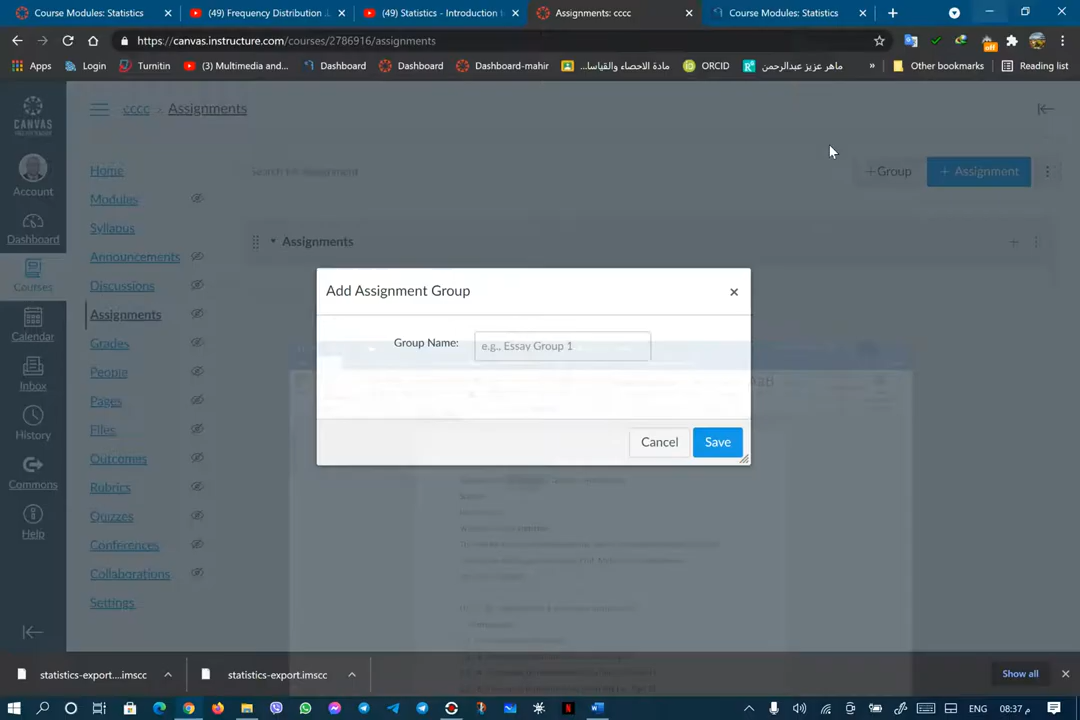 Course Modules: Statistics
(49) Frequency Distribution
(49) Statistics - Introduction
Assignments: cccc
Course Modules: Statistics
https://canvas.instructure.com/courses/2786916/assignments
Apps
Login
Turnitin
(3) Multimedia and...
Dashboard
Dashboard
Dashboard-mahir
مادة الاحصاء والقياسا...
ORCID
ماهر عزيز عبدالرحمن
»
Other bookmarks
Reading list
CANVAS
Account
Dashboard
Courses
Calendar
Inbox
History
Commons
Help
cccc > Assignments
Home
Modules
Syllabus
Announcements
Discussions
Assignments
Grades
People
Pages
Files
Outcomes
Rubrics
Quizzes
Conferences
Collaborations
Settings
Search for Assignment
+Group
+ Assignment
Assignments
Add Assignment Group
×
Group Name:
e.g., Essay Group 1
Cancel
Save
statistics-export....imscc
statistics-export.imscc
Show all
ENG
08:37 م